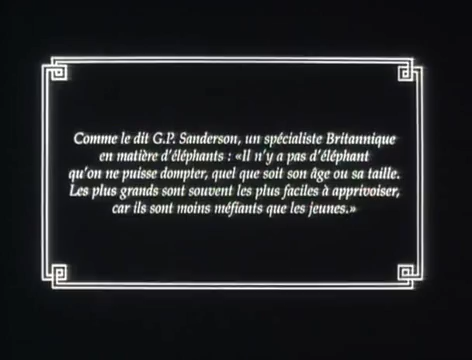 Comme le dit G.P. Sanderson, un spécialiste Britannique
en matière d'éléphants : «Il n'y a pas d'éléphant
qu'on ne puisse dompter, quel que soit son âge ou sa taille.
Les plus grands sont souvent les plus faciles à apprivoiser,
car ils sont moins méfiants que les jeunes.»